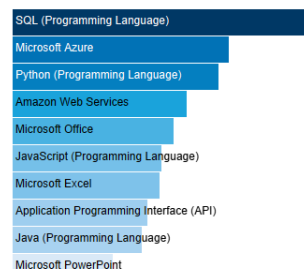 SQL (Programming Language)
Microsoft Azure
Python (Programming Language)
Amazon Web Services
Microsoft Office
JavaScript (Programming Language)
Microsoft Excel
Application Programming Interface (API)
Java (Programming Language)
Microsoft PowerPoint